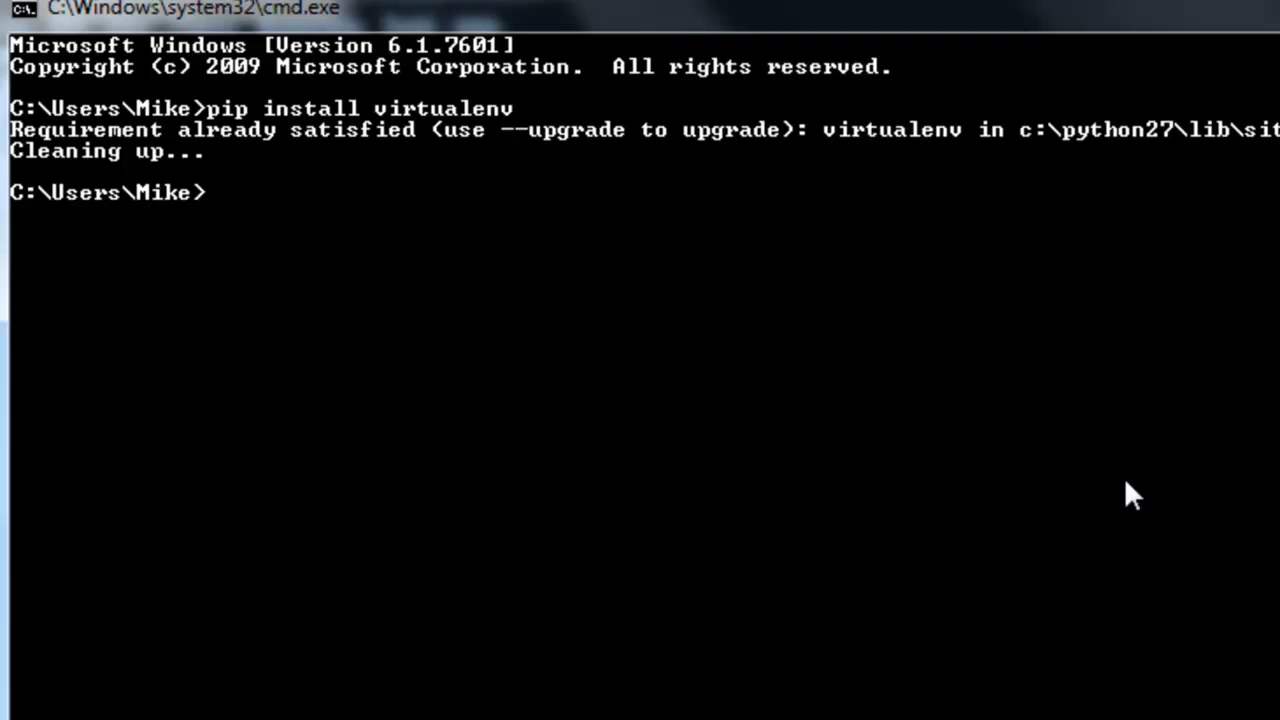 C:\Windows\system32\cmd.exe
Microsoft Windows [Version 6.1.7601]
Copyright (c) 2009 Microsoft Corporation.  All rights reserved.
C:\Users\Mike>pip install virtualenv
Requirement already satisfied (use --upgrade to upgrade): virtualenv in c:\python27\lib\sit
Cleaning up...
C:\Users\Mike>